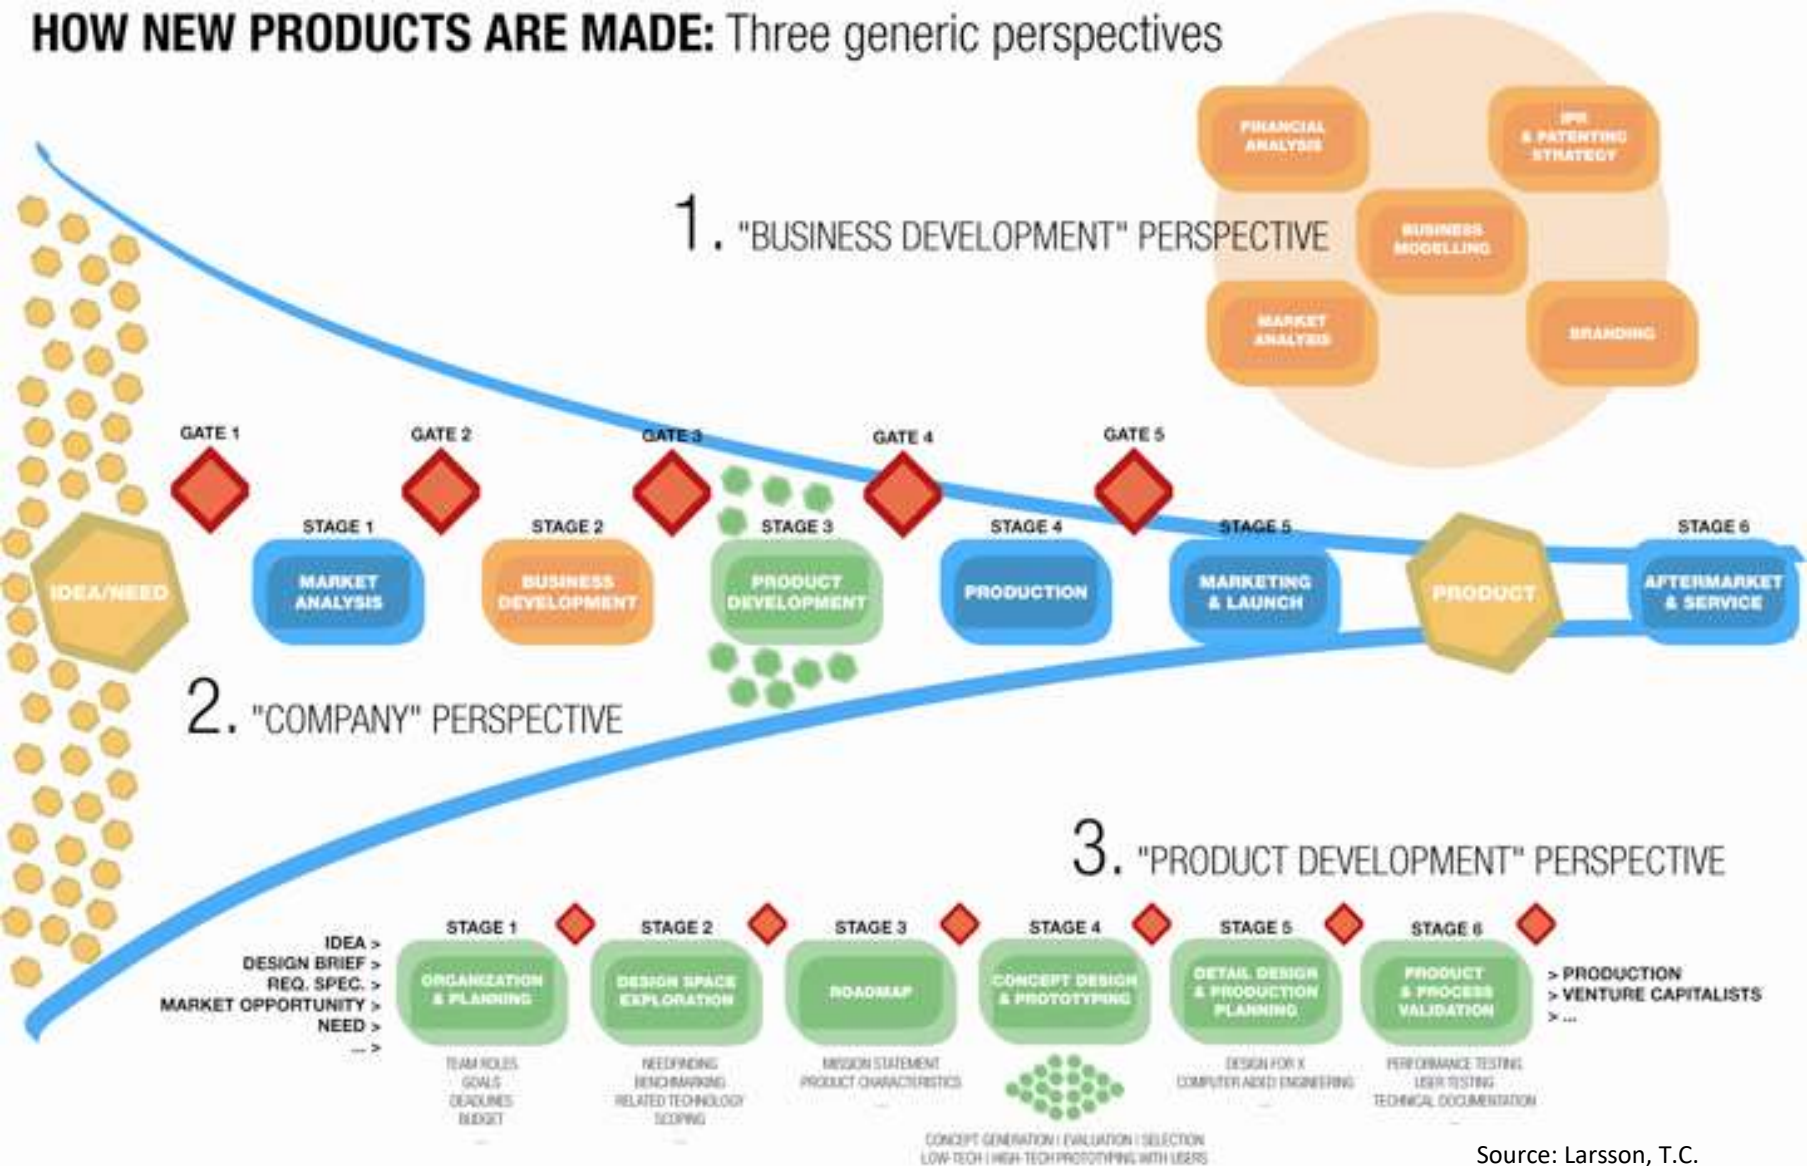 HOW NEW PRODUCTS ARE MADE: Three generic perspectives
FINANCIAL
ANALYSIS
IPR
& PATENTING
STRATEGY
1. "BUSINESS DEVELOPMENT" PERSPECTIVE
BUSINESS
MODELLING
MARKET
ANALYSIS
BRANDING
GATE 1
GATE 2
GATE 3
GATE 4
GATE 5
STAGE 1
STAGE 2
STAGE 3
STAGE 4
STAGE 5
STAGE 6
IDEA/NEED
MARKET
ANALYSIS
BUSINESS
DEVELOPMENT
PRODUCT
DEVELOPMENT
PRODUCTION
MARKETING
& LAUNCH
PRODUCT
AFTERMARKET
& SERVICE
2. "COMPANY" PERSPECTIVE
3. "PRODUCT DEVELOPMENT" PERSPECTIVE
IDEA >
DESIGN BRIEF >
REQ. SPEC. >
MARKET OPPORTUNITY >
NEED >
... >
STAGE 1
ORGANIZATION
& PLANNING
TEAM ROLES
GOALS
DEADLINES
BUDGET
...
STAGE 2
DESIGN SPACE
EXPLORATION
NEEDFINDING
BENCHMARKING
RELATED TECHNOLOGY
SCOPING
...
STAGE 3
ROADMAP
MISSION STATEMENT
PRODUCT CHARACTERISTICS
...
STAGE 4
CONCEPT DESIGN
& PROTOTYPING
CONCEPT GENERATION | EVALUATION | SELECTION
LOW-TECH | HIGH-TECH PROTOTYPING WITH USERS
STAGE 5
DETAIL DESIGN
& PRODUCTION
PLANNING
DESIGN FOR X
COMPUTER AIDED ENGINEERING
...
STAGE 6
PRODUCT
& PROCESS
VALIDATION
PERFORMANCE TESTING
USER TESTING
TECHNICAL DOCUMENTATION
...
> PRODUCTION
> VENTURE CAPITALISTS
> ...
Source: Larsson, T.C.